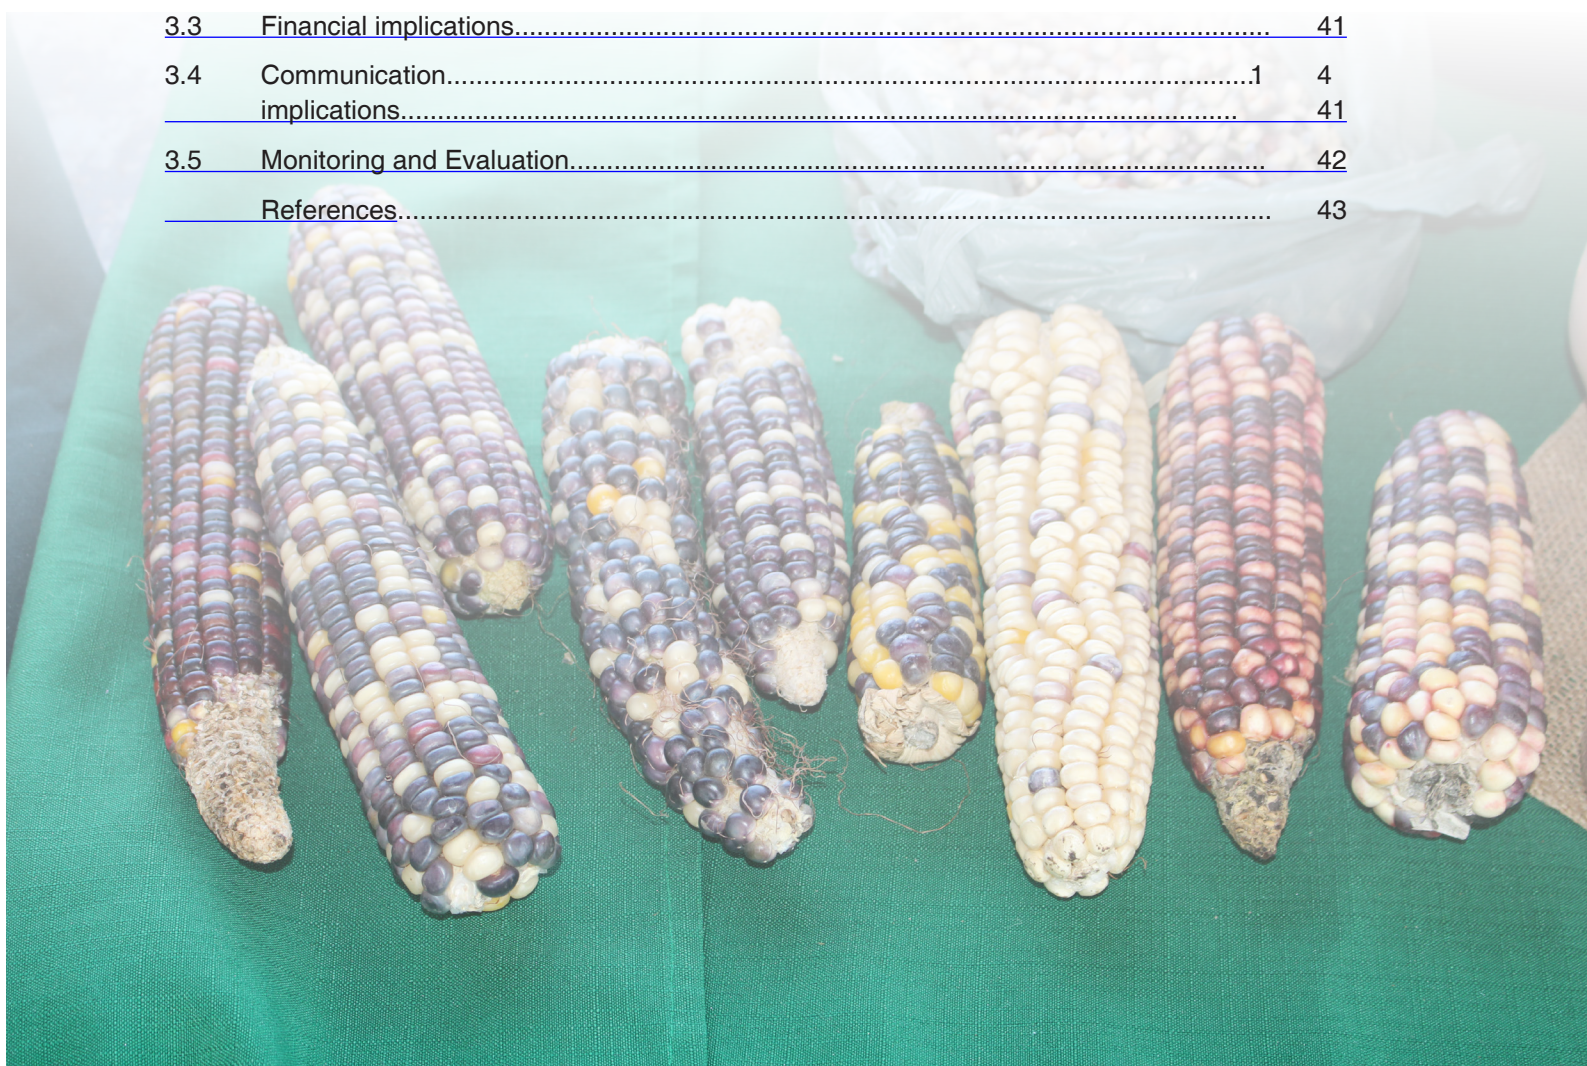 3.3 Financial implications..................................................................................................... 41
3.4 Communication.............................................................................................................1 4
implications................................................................................................................ 41
3.5 Monitoring and Evaluation............................................................................................. 42
References..................................................................................................................... 43